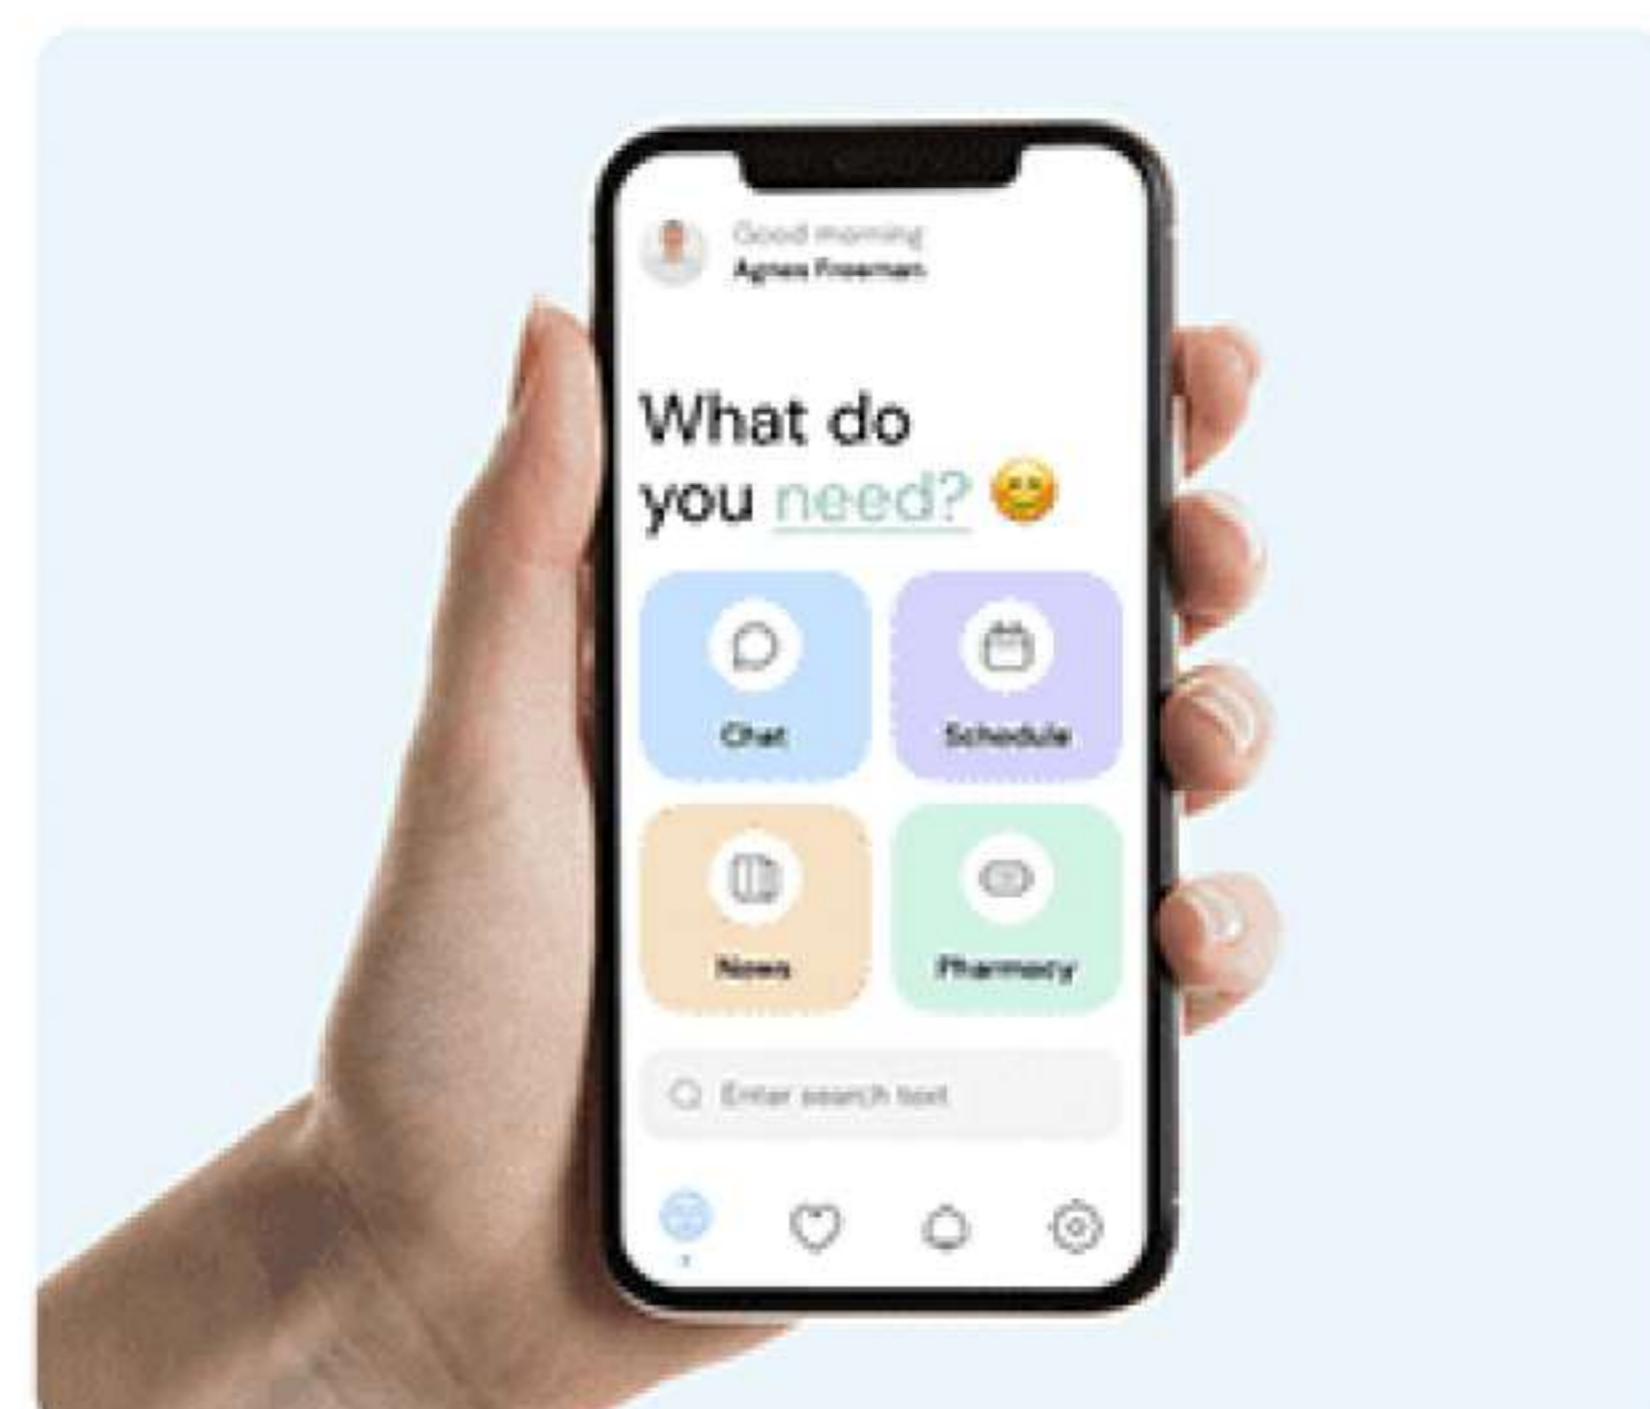 Good morning
Agnes Freeman
What do
you need? 😊
Chat
Schedule
News
Pharmacy
Enter search text